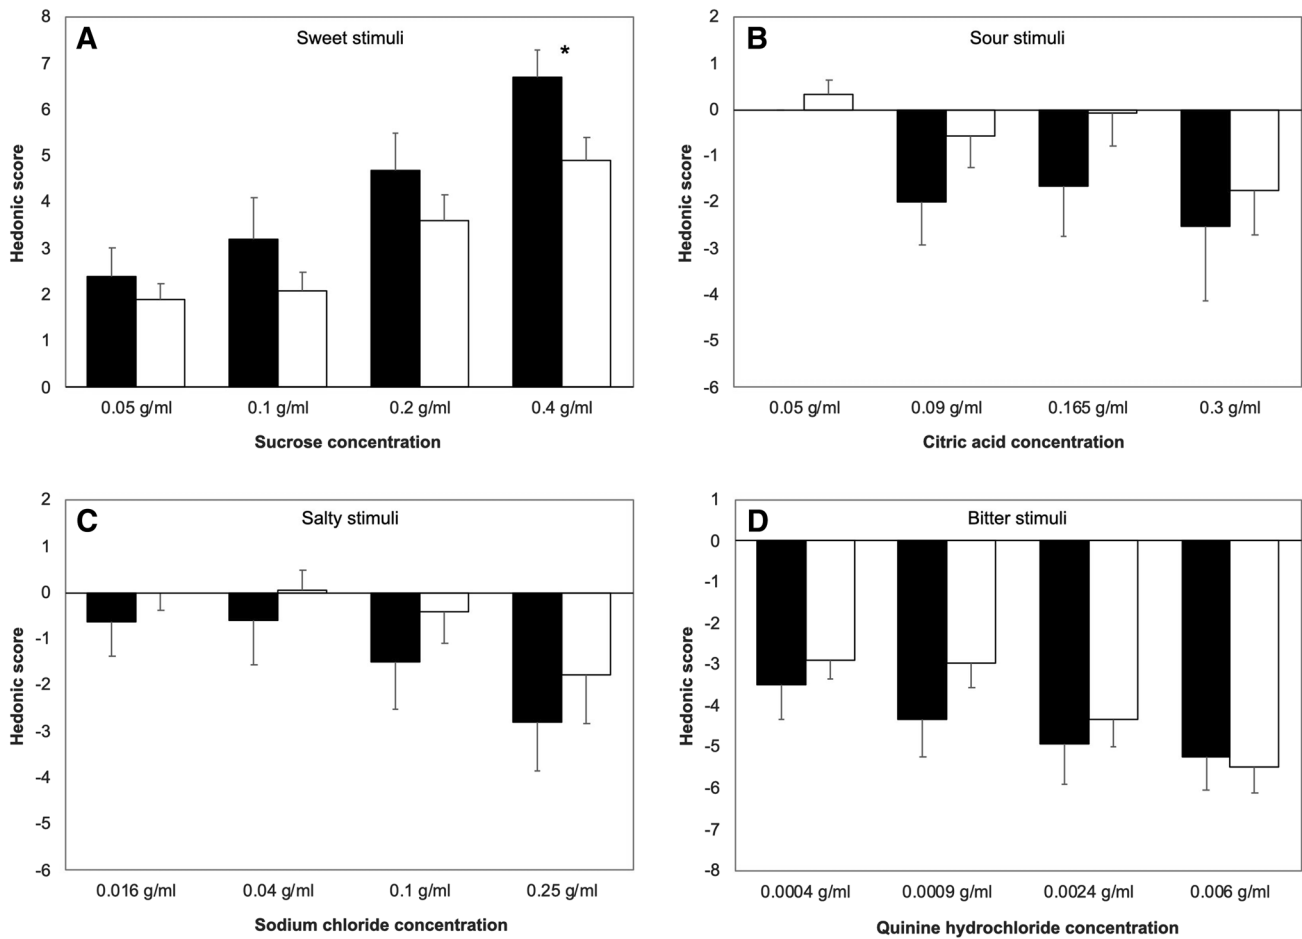 A
Sweet stimuli
*
Hedonic score
8
7
6
5
4
3
2
1
0
0.05 g/ml
0.1 g/ml
0.2 g/ml
0.4 g/ml
Sucrose concentration
B
Sour stimuli
Hedonic score
2
1
0
-1
-2
-3
-4
-5
-6
0.05 g/ml
0.09 g/ml
0.165 g/ml
0.3 g/ml
Citric acid concentration
C
Salty stimuli
Hedonic score
2
1
0
-1
-2
-3
-4
-5
-6
0.016 g/ml
0.04 g/ml
0.1 g/ml
0.25 g/ml
Sodium chloride concentration
D
Bitter stimuli
Hedonic score
1
0
-1
-2
-3
-4
-5
-6
-7
-8
0.0004 g/ml
0.0009 g/ml
0.0024 g/ml
0.006 g/ml
Quinine hydrochloride concentration